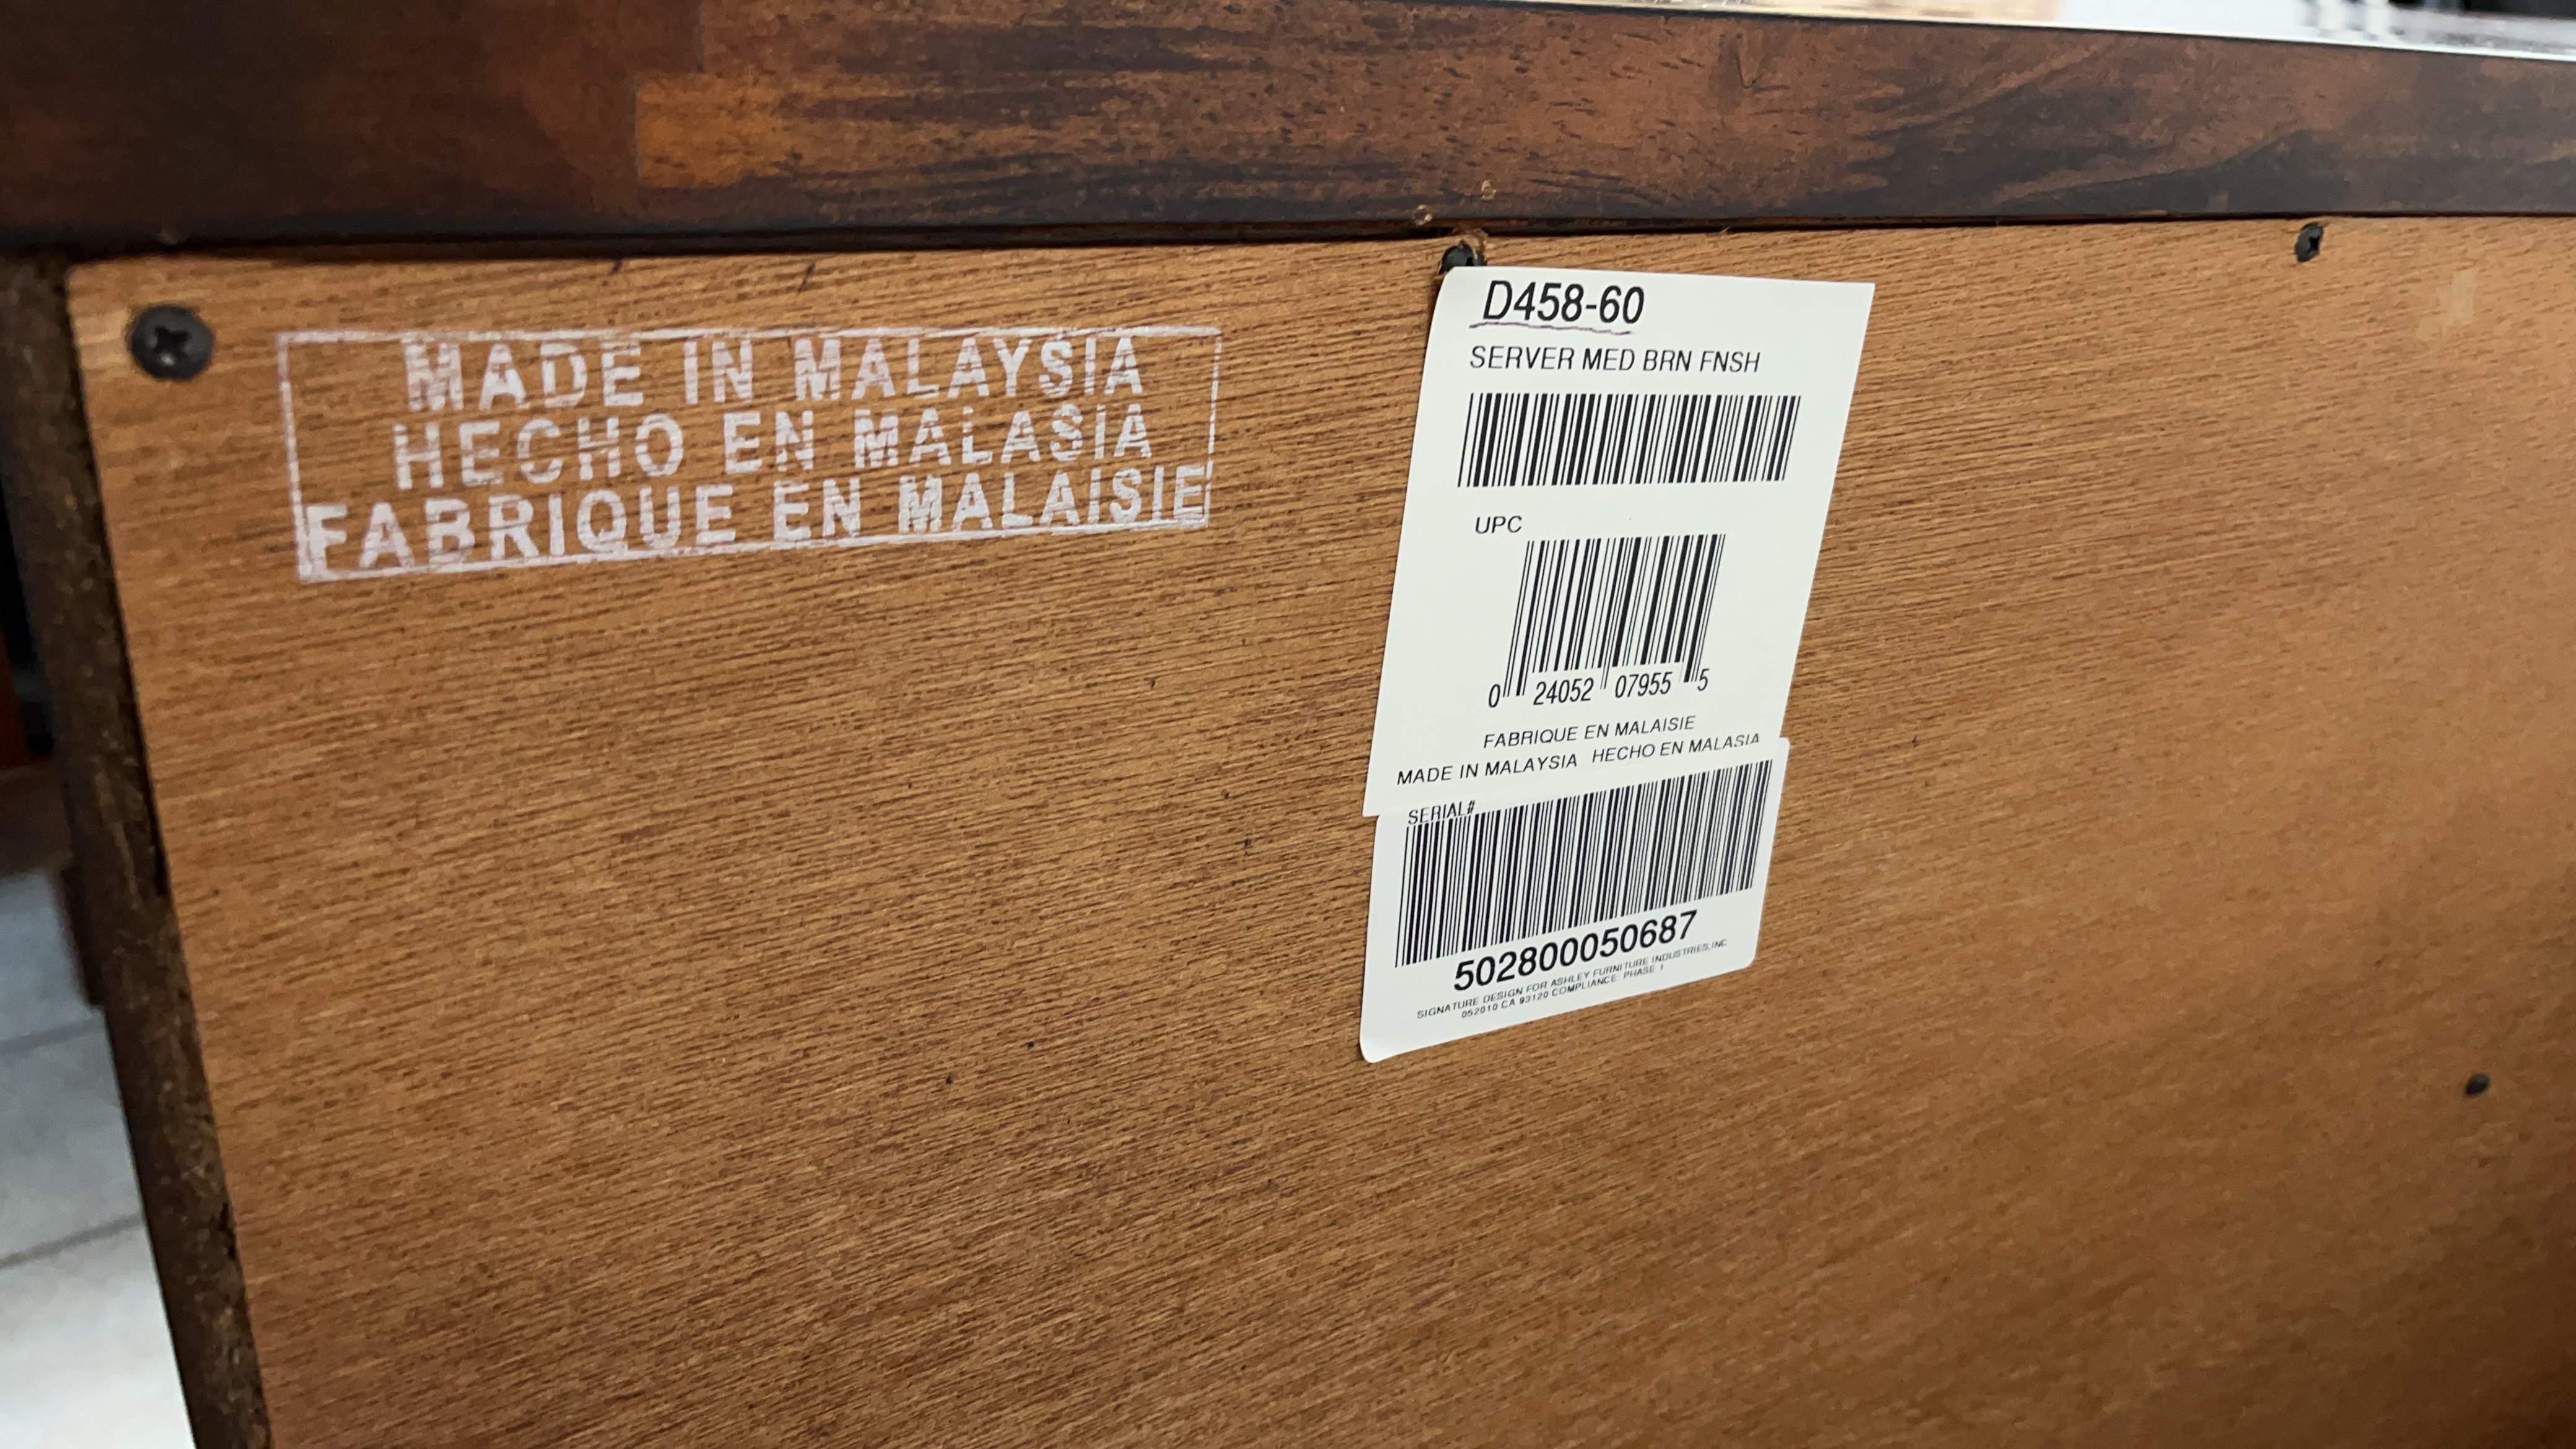 MADE IN MALAYSIA
HECHO EN MALASIA
FABRIQUE EN MALAISIE
D458-60
SERVER MED BRN FNSH
UPC
0 24052 07955 5
FABRIQUE EN MALAISIE
MADE IN MALAYSIA HECHO EN MALASIA
SERIAL#
502800050687
SIGNATURE DESIGN FOR ASHLEY FURNITURE INDUSTRIES, INC
052010 CA 93120 COMPLIANCE: PHASE 1